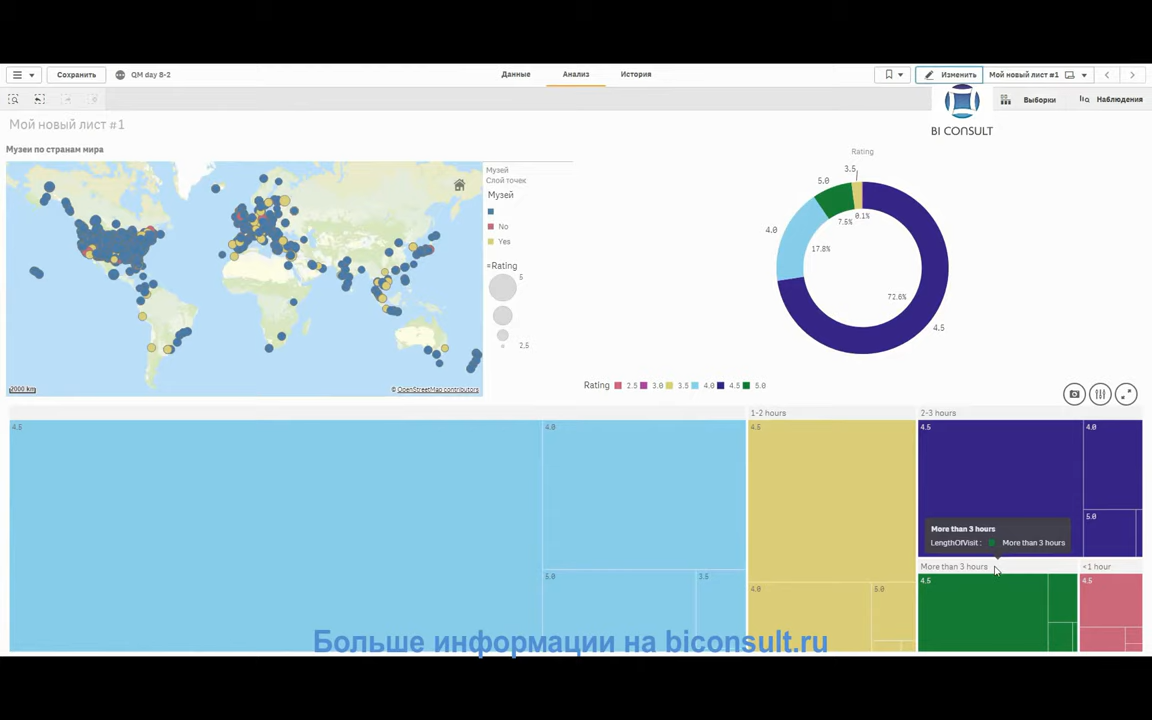 Сохранить
QM day 8-2
Данные
Анализ
История
Изменить
Мой новый лист #1
Выборки
Наблюдения
BI CONSULT
Мой новый лист #1
Музеи по странам мира
Музей
Слой точек
Музей
No
Yes
=Rating
5
2.5
2000 km
© OpenStreetMap contributors
Rating
3.5
5.0
4.0
4.5
0.1%
7.5%
17.8%
72.6%
Rating 2.5 3.0 3.5 4.0 4.5 5.0
4.5
4.0
5.0
3.5
1-2 hours
4.5
4.0
5.0
2-3 hours
4.5
4.0
5.0
More than 3 hours
LengthOfVisit : More than 3 hours
More than 3 hours
4.5
<1 hour
4.5
Больше информации на biconsult.ru